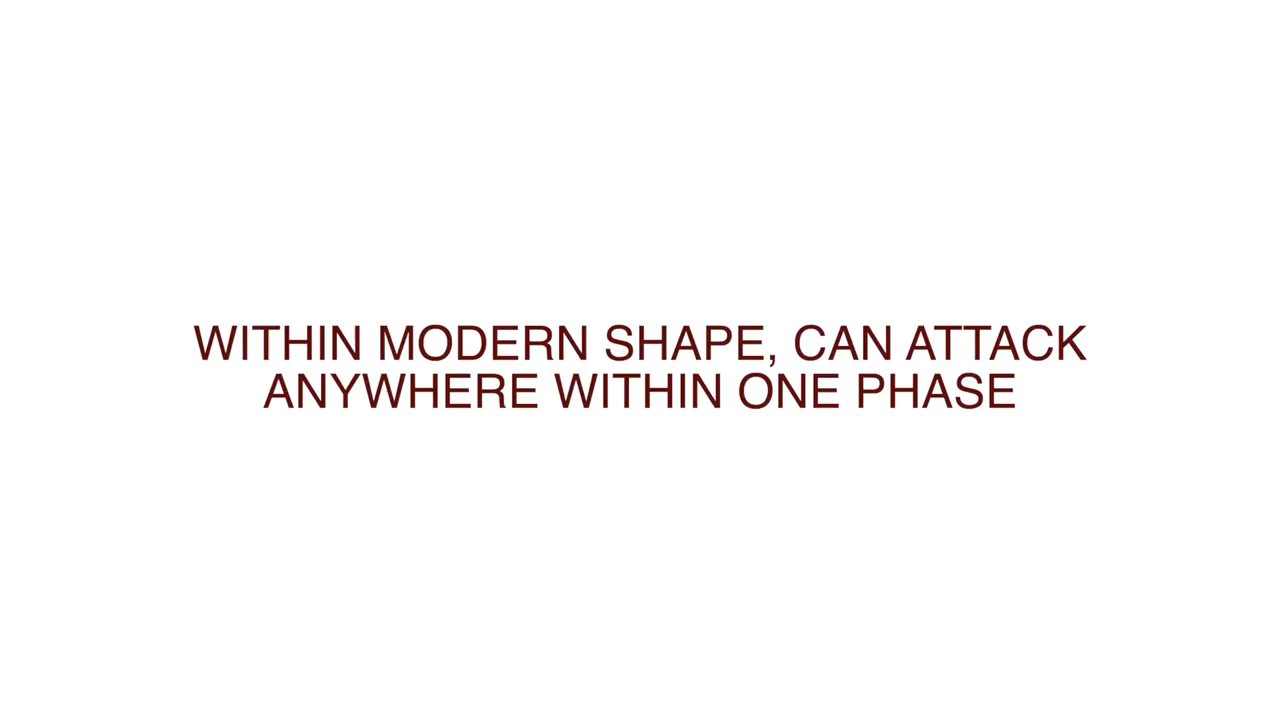 WITHIN MODERN SHAPE, CAN ATTACK
ANYWHERE WITHIN ONE PHASE